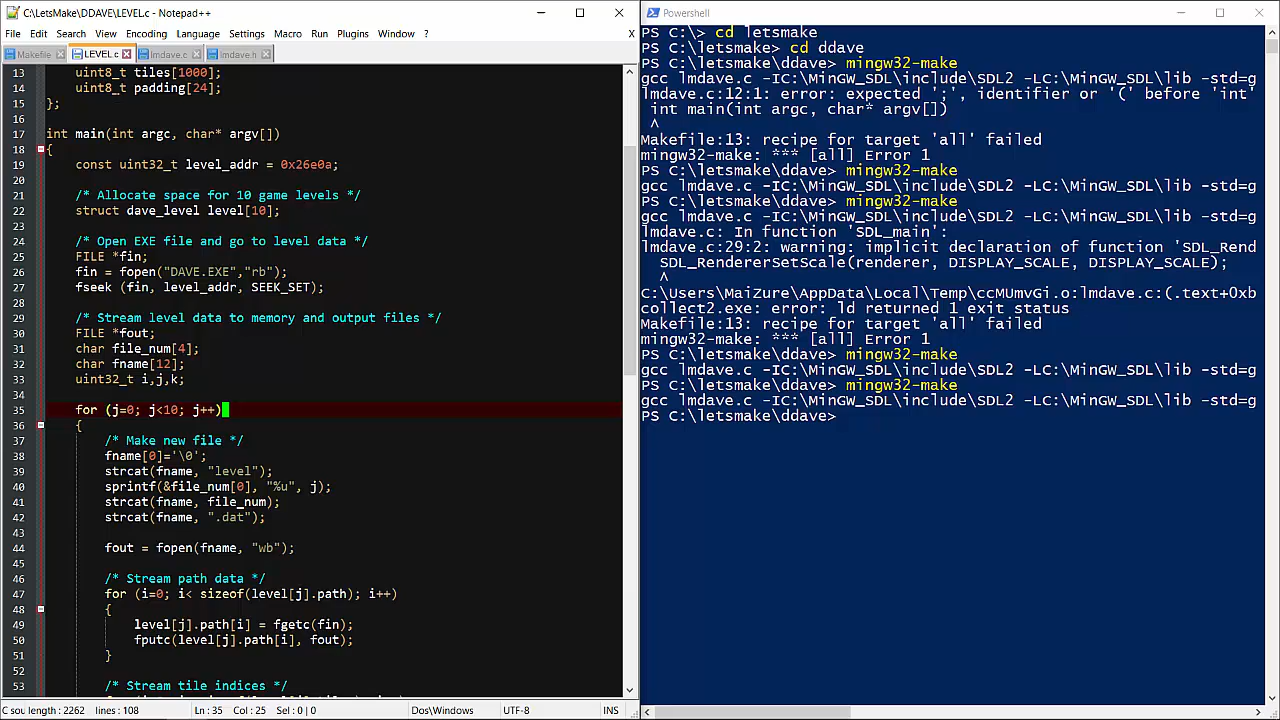 C:\LetsMake\DDAVE\LEVEL.c - Notepad++
File Edit Search View Encoding Language Settings Macro Run Plugins Window ? X
Makefile LEVEL.c lmdave.c lmdave.h
13 uint8_t tiles[1000];
14 uint8_t padding[24];
15 };
16
17 int main(int argc, char* argv[])
18 {
19 const uint32_t level_addr = 0x26e0a;
20
21 /* Allocate space for 10 game levels */
22 struct dave_level level[10];
23
24 /* Open EXE file and go to level data */
25 FILE *fin;
26 fin = fopen("DAVE.EXE","rb");
27 fseek (fin, level_addr, SEEK_SET);
28
29 /* Stream level data to memory and output files */
30 FILE *fout;
31 char file_num[4];
32 char fname[12];
33 uint32_t i,j,k;
34
35 for (j=0; j<10; j++)
36 {
37 /* Make new file */
38 fname[0]='\0';
39 strcat(fname, "level");
40 sprintf(&file_num[0], "%u", j);
41 strcat(fname, file_num);
42 strcat(fname, ".dat");
43
44 fout = fopen(fname, "wb");
45
46 /* Stream path data */
47 for (i=0; i< sizeof(level[j].path); i++)
48 {
49 level[j].path[i] = fgetc(fin);
50 fputc(level[j].path[i], fout);
51 }
52
53 /* Stream tile indices */
C sou length : 2262 lines : 108 Ln : 35 Col : 25 Sel : 0 | 0 Dos\Windows UTF-8 INS
Powershell
PS C:\> cd letsmake
PS C:\letsmake> cd ddave
PS C:\letsmake\ddave> mingw32-make
gcc lmdave.c -IC:\MinGW_SDL\include\SDL2 -LC:\MinGW_SDL\lib -std=g
lmdave.c:12:1: error: expected ';', identifier or '(' before 'int'
int main(int argc, char* argv[])
^
Makefile:13: recipe for target 'all' failed
mingw32-make: *** [all] Error 1
PS C:\letsmake\ddave> mingw32-make
gcc lmdave.c -IC:\MinGW_SDL\include\SDL2 -LC:\MinGW_SDL\lib -std=g
PS C:\letsmake\ddave> mingw32-make
gcc lmdave.c -IC:\MinGW_SDL\include\SDL2 -LC:\MinGW_SDL\lib -std=g
lmdave.c: In function 'SDL_main':
lmdave.c:29:2: warning: implicit declaration of function 'SDL_Rend
SDL_RendererSetScale(renderer, DISPLAY_SCALE, DISPLAY_SCALE);
^
C:\Users\MaiZure\AppData\Local\Temp\ccMUmvGi.o:lmdave.c:(.text+0xb
collect2.exe: error: ld returned 1 exit status
Makefile:13: recipe for target 'all' failed
mingw32-make: *** [all] Error 1
PS C:\letsmake\ddave> mingw32-make
gcc lmdave.c -IC:\MinGW_SDL\include\SDL2 -LC:\MinGW_SDL\lib -std=g
PS C:\letsmake\ddave> mingw32-make
gcc lmdave.c -IC:\MinGW_SDL\include\SDL2 -LC:\MinGW_SDL\lib -std=g
PS C:\letsmake\ddave>